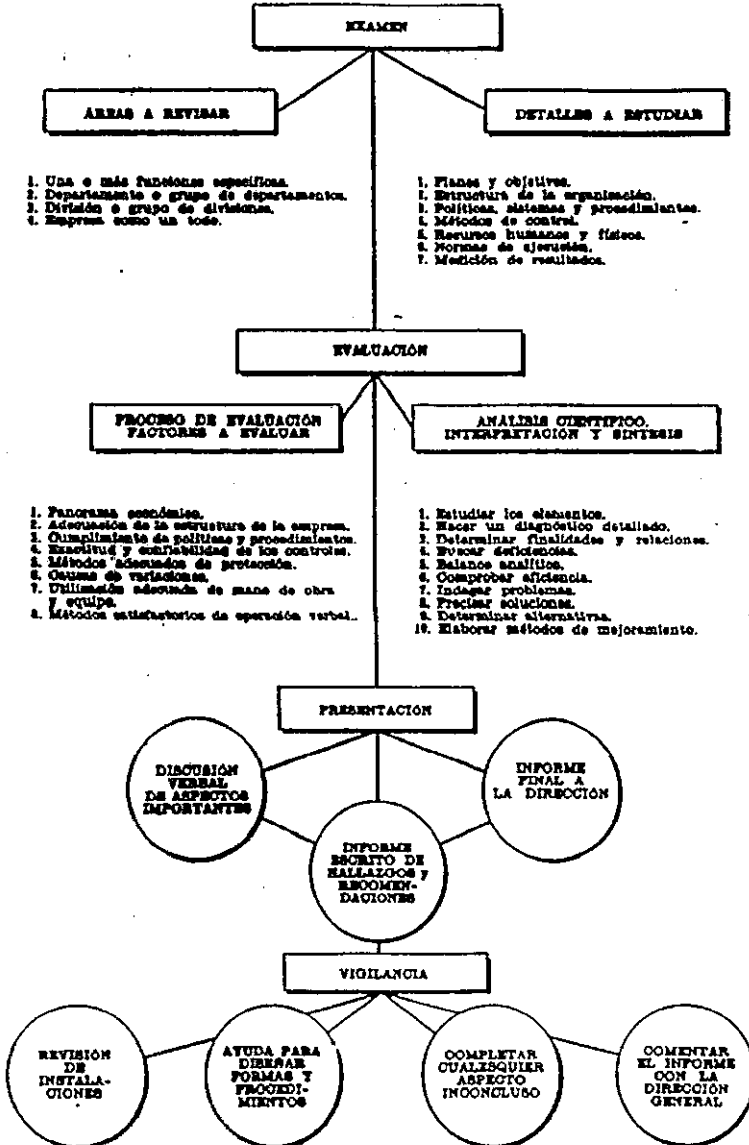 EXAMEN
ÁREAS A REVISAR
DETALLES A ESTUDIAR
1. Una o más funciones específicas.
2. Departamento o grupo de departamentos.
3. División o grupo de divisiones.
4. Empresa como un todo.
1. Planes y objetivos.
2. Estructura de la organización.
3. Políticas, sistemas y procedimientos.
4. Métodos de control.
5. Recursos humanos y físicos.
6. Normas de ejecución.
7. Medición de resultados.
EVALUACIÓN
PROCESO DE EVALUACIÓN
FACTORES A EVALUAR
ANÁLISIS CIENTIFICO.
INTERPRETACIÓN Y SINTESIS
1. Panorama económico.
2. Adecuación de la estructura de la empresa.
3. Cumplimiento de políticas y procedimientos.
4. Exactitud y confiabilidad de los controles.
5. Métodos adecuados de protección.
6. Causas de variaciones.
7. Utilización adecuada de mano de obra
y equipo.
8. Métodos satisfactorios de operación verbal..
1. Estudiar los elementos.
2. Hacer un diagnóstico detallado.
3. Determinar finalidades y relaciones.
4. Buscar deficiencias.
5. Balance analítico.
6. Comprobar eficiencia.
7. Indagar problemas.
8. Precisar soluciones.
9. Determinar alternativas.
10. Elaborar métodos de mejoramiento.
PRESENTACIÓN
DISCUSIÓN
VERBAL
DE ASPECTOS
IMPORTANTES
INFORME
ESCRITO DE
HALLAZGOS y
RECOMEN-
DACIONES
INFORME
FINAL A
LA DIRECCIÓN
VIGILANCIA
REVISIÓN
DE
INSTALA-
CIONES
AYUDA PARA
DISEÑAR
FORMAS Y
PROCEDI-
MIENTOS
COMPLETAR
CUALESQUIER
ASPECTO
INCONCLUSO
COMENTAR
EL INFORME
CON LA
DIRECCIÓN
GENERAL